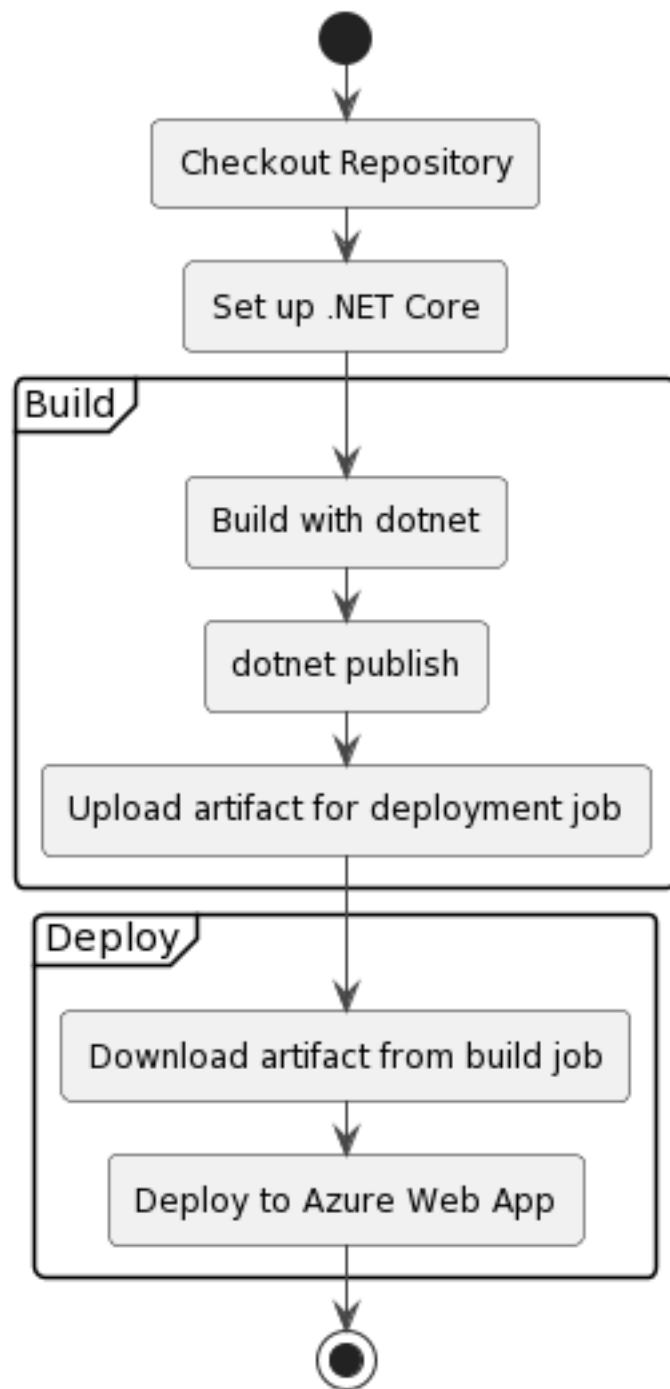 Checkout Repository
Set up .NET Core
Build
Build with dotnet
dotnet publish
Upload artifact for deployment job
Deploy
Download artifact from build job
Deploy to Azure Web App